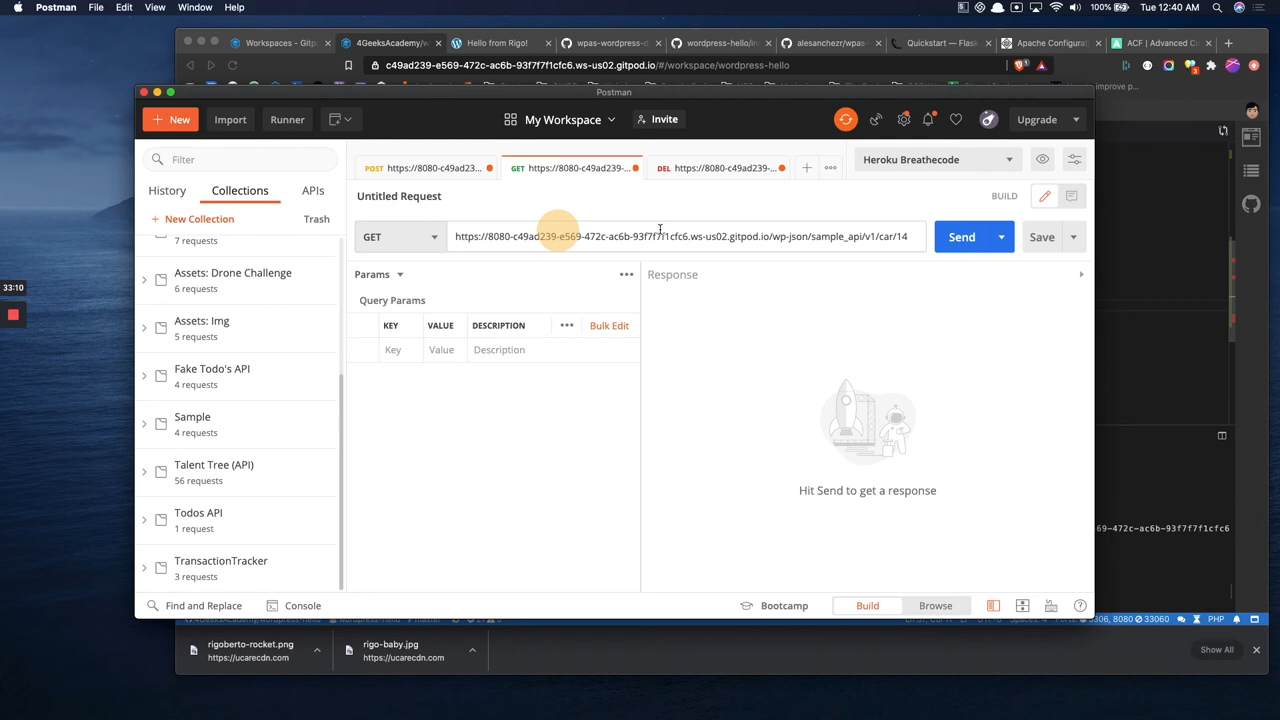 Postman File Edit View Window Help
100% Tue 12:40 AM
Workspaces - Gitp
4GeeksAcademy/w
Hello from Rigo!
wpas-wordpress-d
wordpress-hello/in
alesanchezr/wpas-
Quickstart — Flask
Apache Configurat
ACF | Advanced C
c49ad239-e569-472c-ac6b-93f7f7f1cfc6.ws-us02.gitpod.io/#/workspace/wordpress-hello
improve p...
Postman
New
Import
Runner
My Workspace
Invite
Upgrade
Filter
POST https://8080-c49ad23...
GET https://8080-c49ad239-...
DEL https://8080-c49ad239-...
Heroku Breathecode
History
Collections
APIs
Untitled Request
BUILD
New Collection
Trash
GET
https://8080-c49ad239-e569-472c-ac6b-93f7f7f1cfc6.ws-us02.gitpod.io/wp-json/sample_api/v1/car/14
Send
Save
7 requests
Assets: Drone Challenge
6 requests
Assets: Img
5 requests
Fake Todo's API
4 requests
Sample
4 requests
Talent Tree (API)
56 requests
Todos API
1 request
TransactionTracker
3 requests
Params
Response
Query Params
KEY VALUE DESCRIPTION
Bulk Edit
Key Value Description
33:10
Hit Send to get a response
69-472c-ac6b-93f7f7f1cfc6
Find and Replace
Console
Bootcamp
Build
Browse
3306, 8080 33060
PHP
rigoberto-rocket.png
https://ucarecdn.com
rigo-baby.jpg
https://ucarecdn.com
Show All